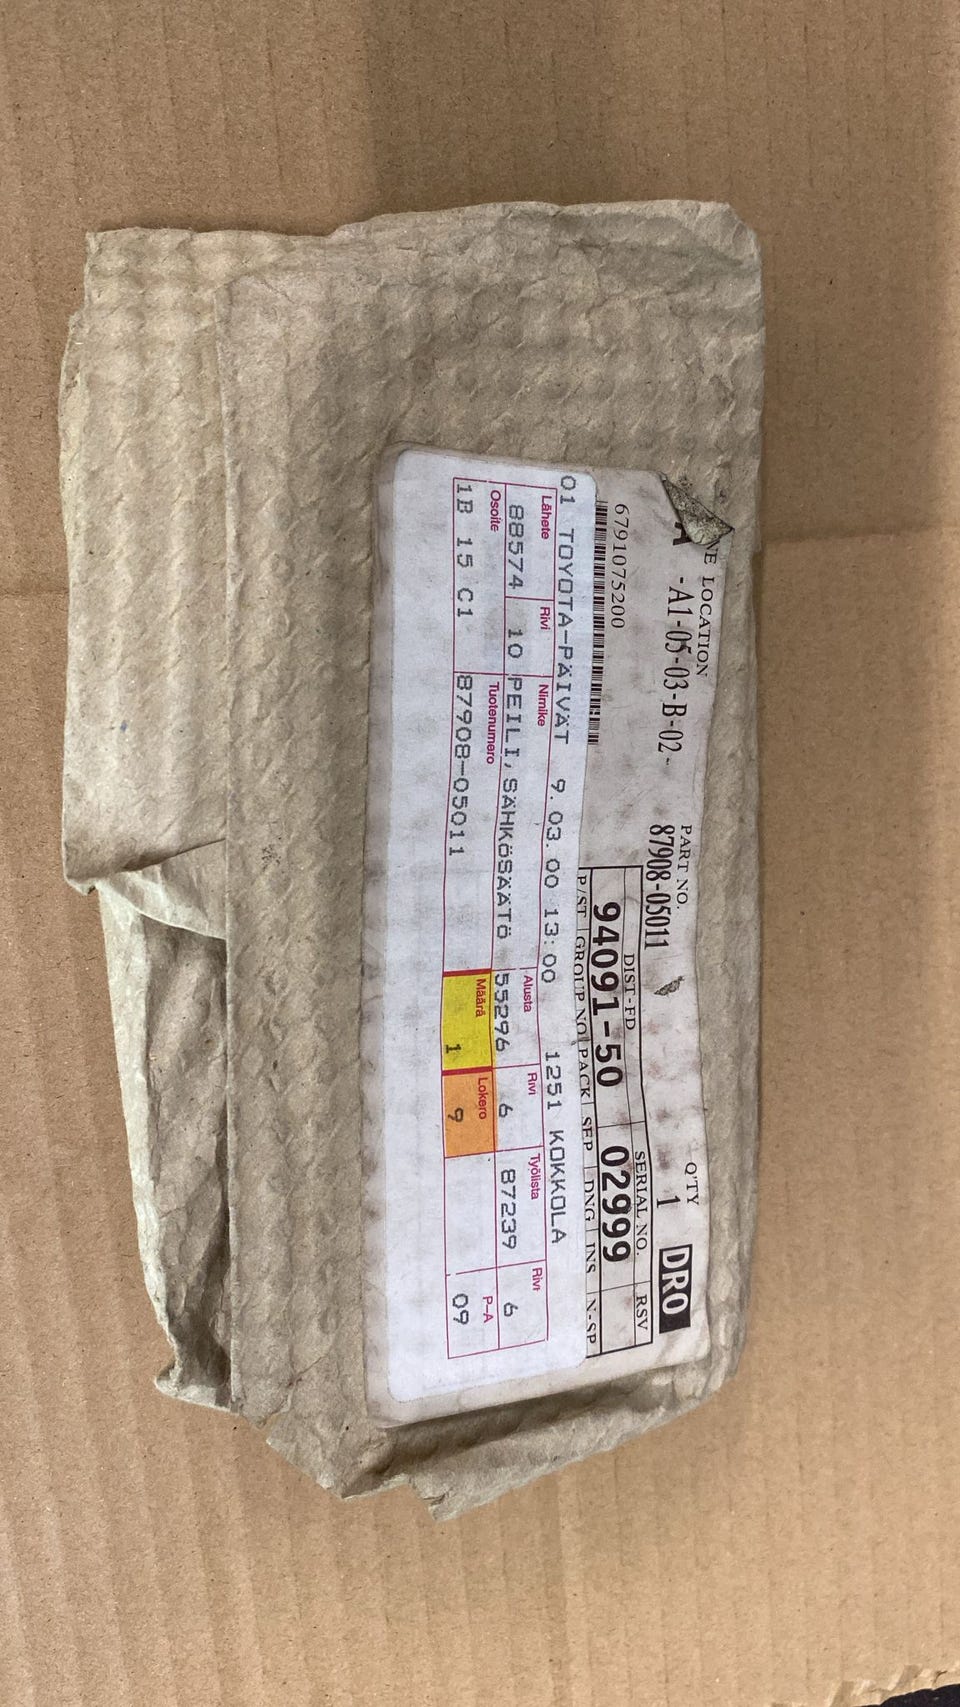 NE LOCATION PART NO. Q'TY
A -A1-05-03-B-02- 87908-05011 1 DRO
6791075200
DIST-FD SERIAL NO. RSV
94091-50 02999
P/ST GROUP NO PACK SEP DNG INS N-SP
01 TOYOTA-PÄIVÄT 9.03.00 13:00 1251 KOKKOLA
Lähete Rivi Nimike Alusta Rivi Työlista Rivi
88574 10 PEILI,SÄHKöSÄÄTÖ 55296 6 87239 6
Osoite Tuotenumero Määrä Lokero P-A
1B 15 C1 87908-05011 1 9 09